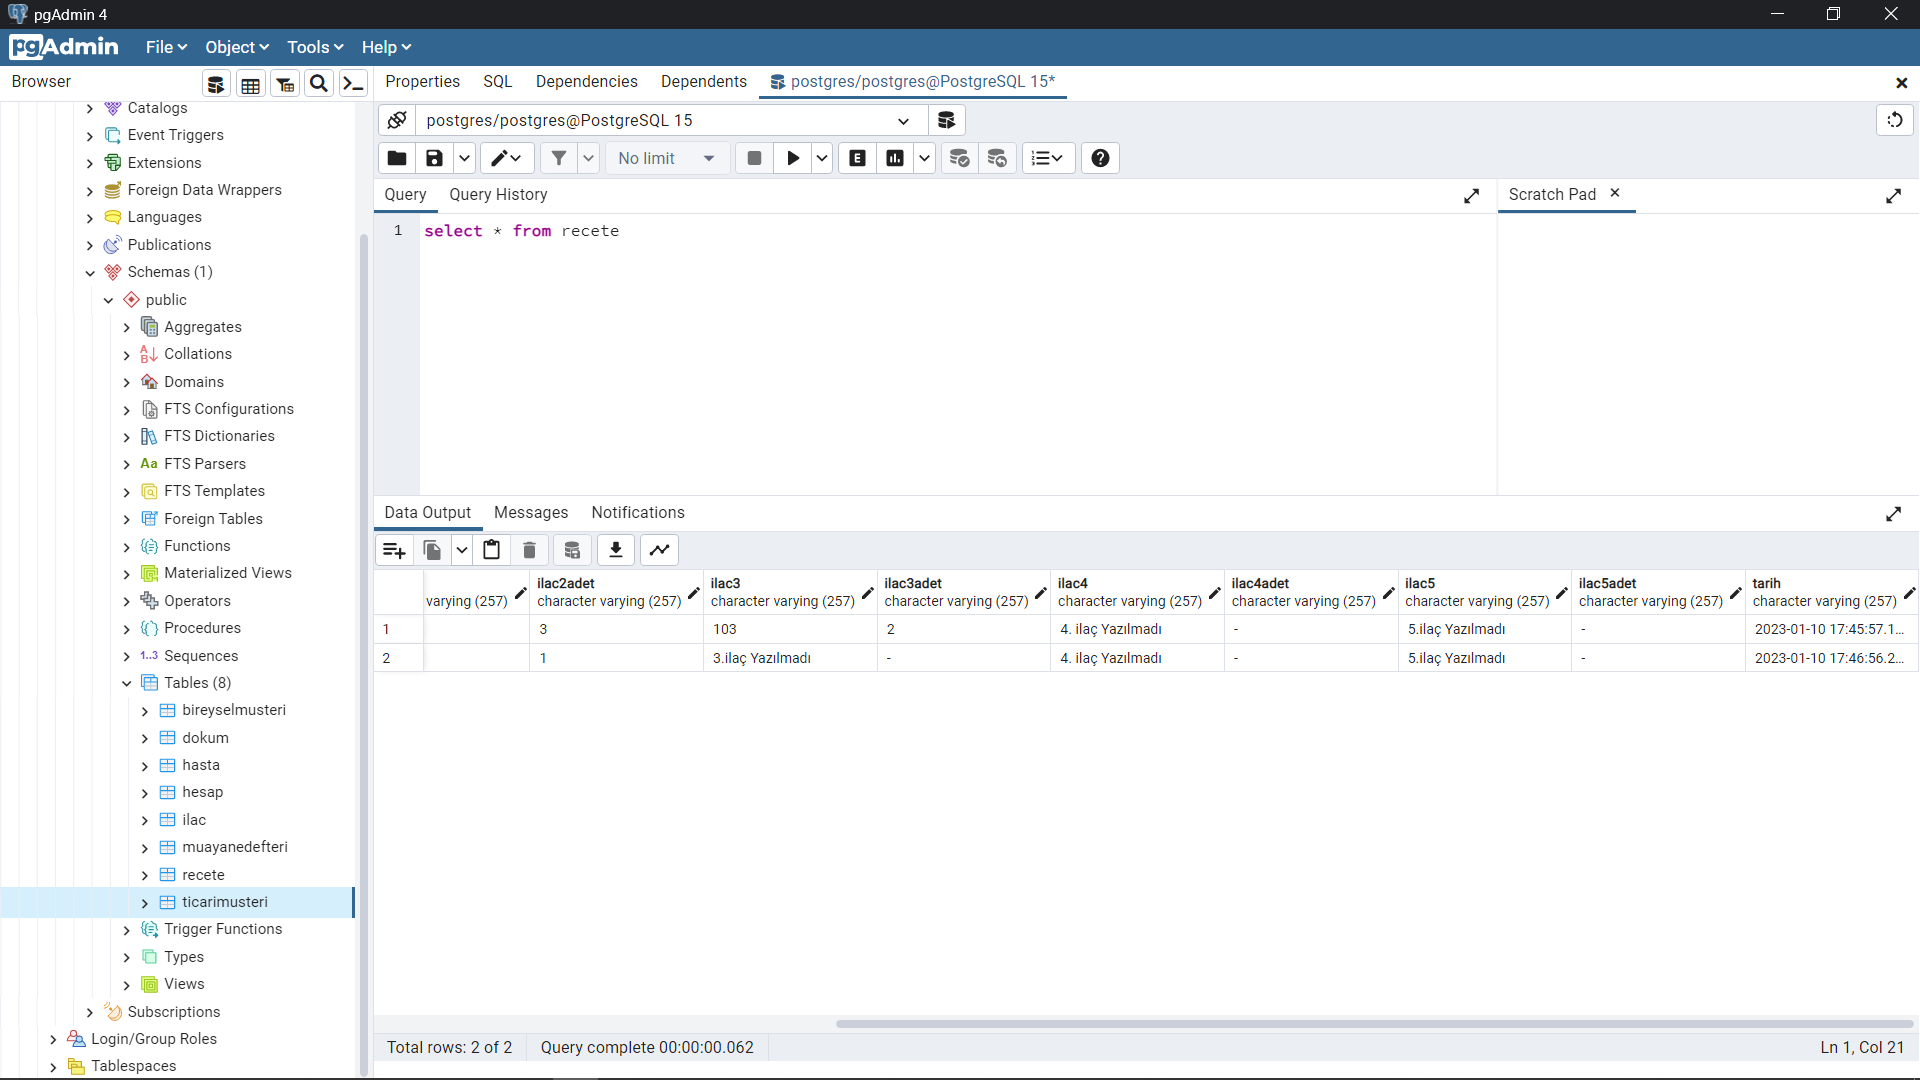 pgAdmin 4
pgAdmin File Object Tools Help
Browser
Properties SQL Dependencies Dependents postgres/postgres@PostgreSQL 15*
Catalogs
Event Triggers
Extensions
Foreign Data Wrappers
Languages
Publications
Schemas (1)
public
Aggregates
Collations
Domains
FTS Configurations
FTS Dictionaries
Aa FTS Parsers
FTS Templates
Foreign Tables
Functions
Materialized Views
Operators
Procedures
1..3 Sequences
Tables (8)
bireyselmusteri
dokum
hasta
hesap
ilac
muayanedefteri
recete
ticarimusteri
Trigger Functions
Types
Views
Subscriptions
Login/Group Roles
Tablespaces
postgres/postgres@PostgreSQL 15
No limit E
Query Query History
Scratch Pad
1 select * from recete
Data Output Messages Notifications
varying (257) ilac2adet character varying (257) ilac3 character varying (257) ilac3adet character varying (257) ilac4 character varying (257) ilac4adet character varying (257) ilac5 character varying (257) ilac5adet character varying (257) tarih character varying (257)
1 3 103 2 4. ilaç Yazılmadı - 5.ilaç Yazılmadı - 2023-01-10 17:45:57.1...
2 1 3.ilaç Yazılmadı - 4. ilaç Yazılmadı - 5.ilaç Yazılmadı - 2023-01-10 17:46:56.2...
Total rows: 2 of 2 Query complete 00:00:00.062 Ln 1, Col 21